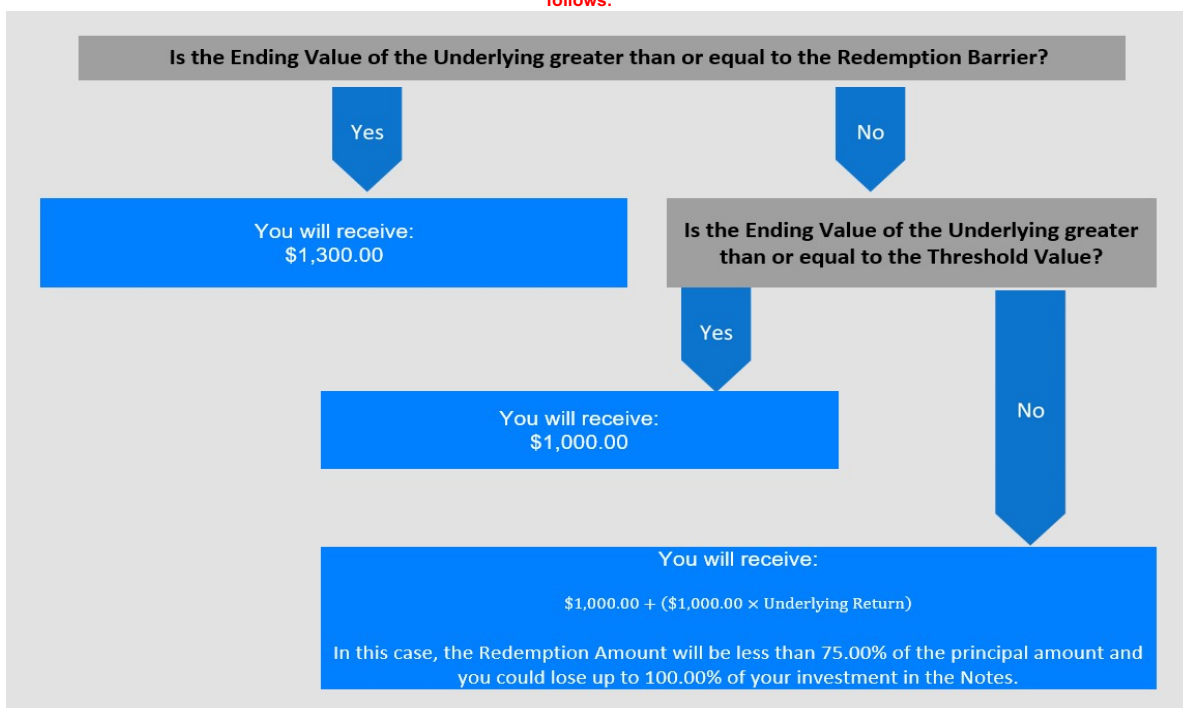 follows:
Is the Ending Value of the Underlying greater than or equal to the Redemption Barrier?
Yes
No
You will receive:
$1,300.00
Is the Ending Value of the Underlying greater
than or equal to the Threshold Value?
Yes
No
You will receive:
$1,000.00
You will receive:
$1,000.00 + ($1,000.00 × Underlying Return)
In this case, the Redemption Amount will be less than 75.00% of the principal amount and
you could lose up to 100.00% of your investment in the Notes.